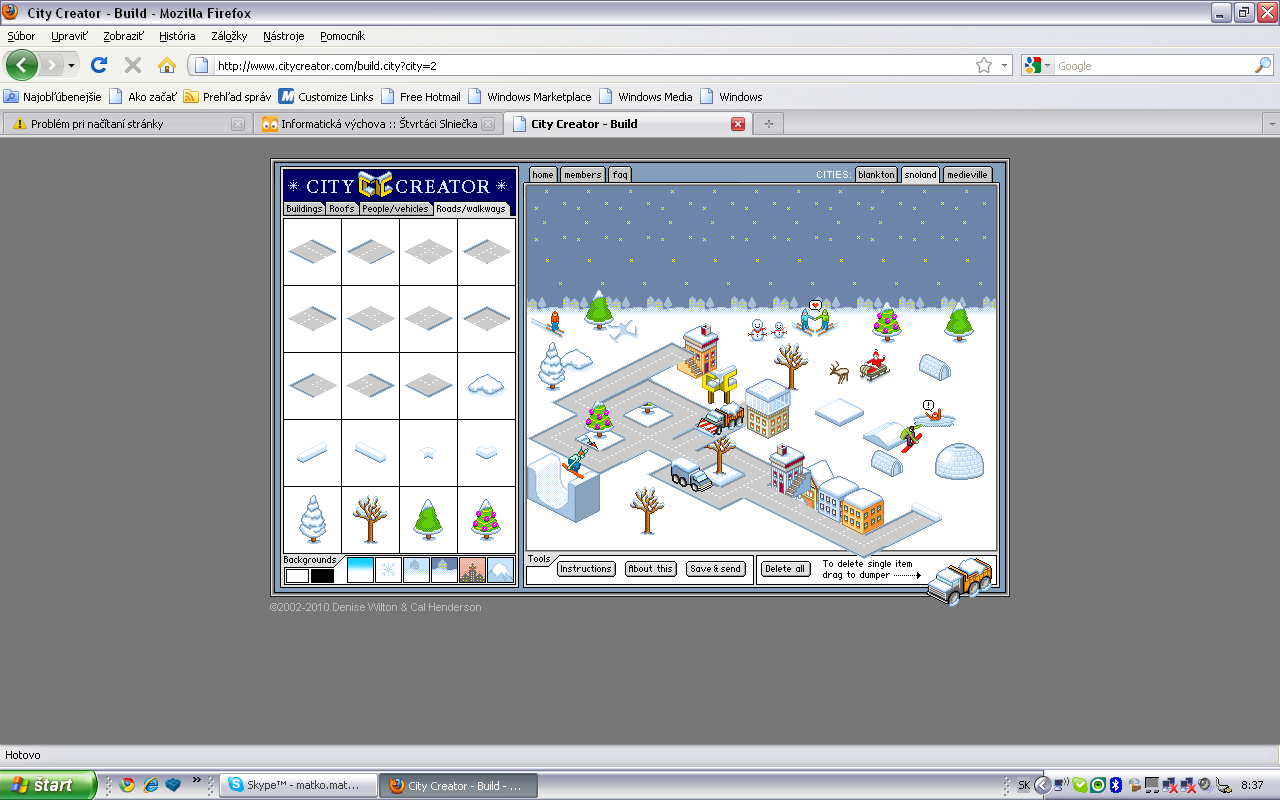 City Creator - Build - Mozilla Firefox
Súbor Upraviť Zobraziť História Záložky Nástroje Pomocník
http://www.citycreator.com/build.city?city=2
Google
Najobľúbenejšie Ako začať Prehľad správ Customize Links Free Hotmail Windows Marketplace Windows Media Windows
Problém pri načítaní stránky Informatická výchova :: Štvrtáci Slniečka City Creator - Build
CITY CC CREATOR
home members faq CITIES: blankton snoland medieville
Buildings Roofs People/vehicles Roads/walkways
!
Backgrounds
Tools
Instructions About this Save & send Delete all
To delete single item
drag to dumper
©2002-2010 Denise Wilton & Cal Henderson
Hotovo
štart Skype™ - matko.mat... City Creator - Build - ... SK 8:37